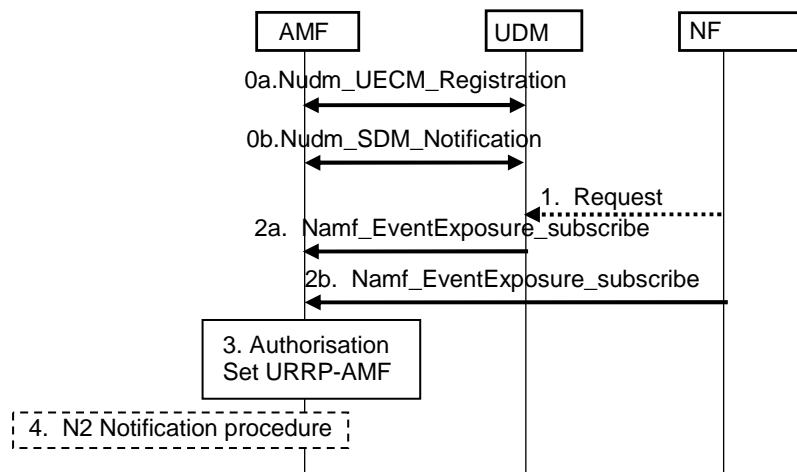 AMF
UDM
NF
0a.Nudm_UECM_Registration
0b.Nudm_SDM_Notification
1. Request
2a. Namf_EventExposure_subscribe
2b. Namf_EventExposure_subscribe
3. Authorisation
Set URRP-AMF
4. N2 Notification procedure